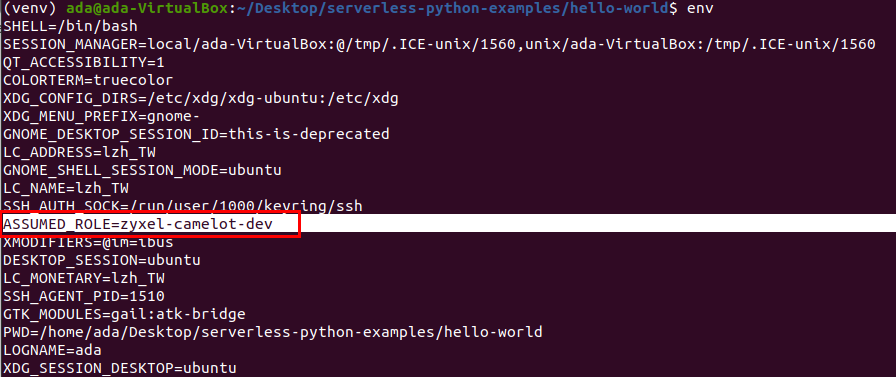 (venv) ada@ada-VirtualBox:~/Desktop/serverless-python-examples/hello-world$ env
SHELL=/bin/bash
SESSION_MANAGER=local/ada-VirtualBox:@/tmp/.ICE-unix/1560,unix/ada-VirtualBox:/tmp/.ICE-unix/1560
QT_ACCESSIBILITY=1
COLORTERM=truecolor
XDG_CONFIG_DIRS=/etc/xdg/xdg-ubuntu:/etc/xdg
XDG_MENU_PREFIX=gnome-
GNOME_DESKTOP_SESSION_ID=this-is-deprecated
LC_ADDRESS=lzh_TW
GNOME_SHELL_SESSION_MODE=ubuntu
LC_NAME=lzh_TW
SSH_AUTH_SOCK=/run/user/1000/keyring/ssh
ASSUMED_ROLE=zyxel-camelot-dev
XMODIFIERS=@im=ibus
DESKTOP_SESSION=ubuntu
LC_MONETARY=lzh_TW
SSH_AGENT_PID=1510
GTK_MODULES=gail:atk-bridge
PWD=/home/ada/Desktop/serverless-python-examples/hello-world
LOGNAME=ada
XDG_SESSION_DESKTOP=ubuntu